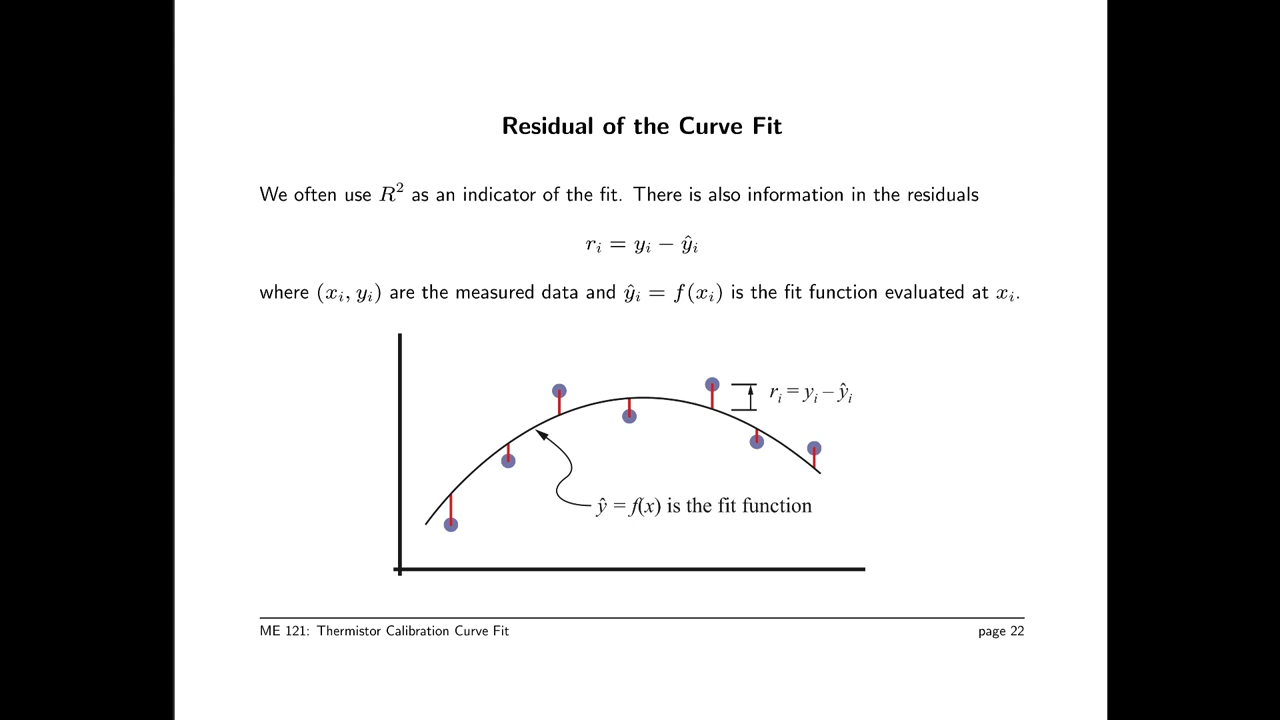 Residual of the Curve Fit
We often use R² as an indicator of the fit. There is also information in the residuals
rᵢ = yᵢ − ŷᵢ
where (xᵢ, yᵢ) are the measured data and ŷᵢ = f(xᵢ) is the fit function evaluated at xᵢ.
rᵢ = yᵢ − ŷᵢ
ŷ = f(x) is the fit function
ME 121: Thermistor Calibration Curve Fit
page 22